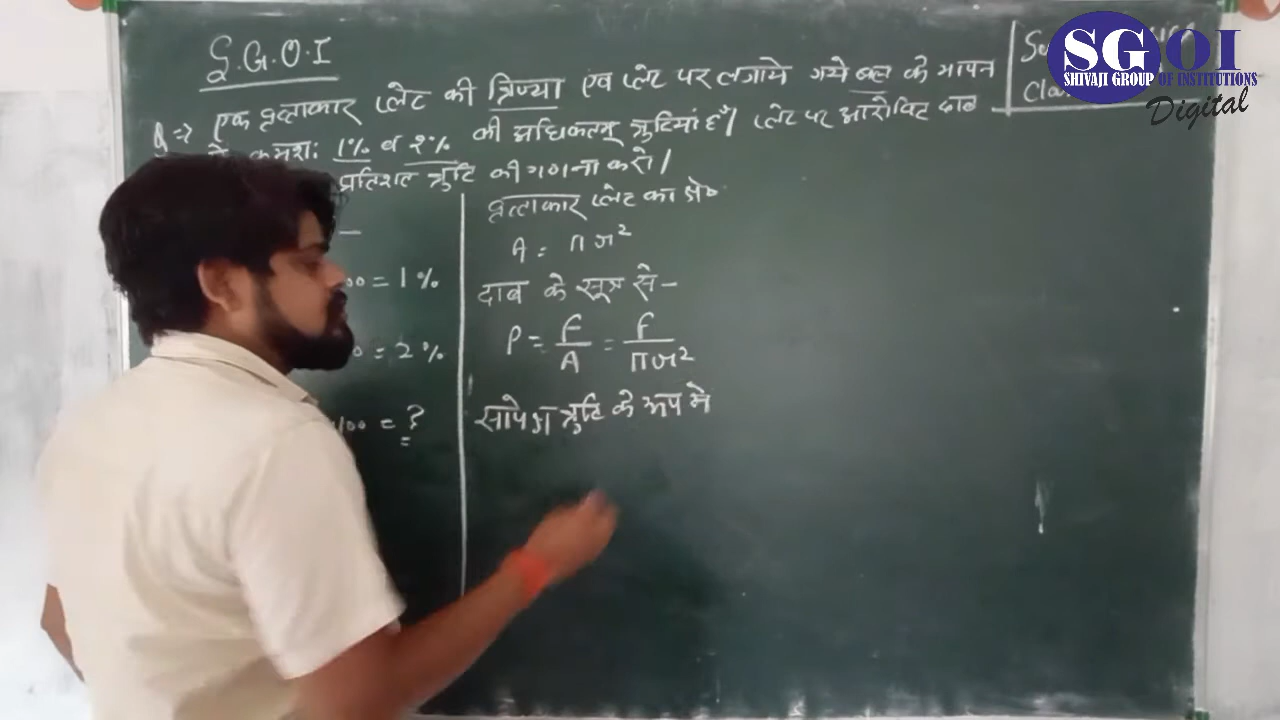 S.G.O.I
Q ⇒ एक वृत्ताकार प्लेट की त्रिज्या एव प्लेट पर लगाये गये बल के मापन
में क्रमशः 1% व 2% की अधिकतम् त्रुटियां हैं/ प्लेट पर आरोपित दाब
प्रतिशत त्रुटि की गणना करो/
= 1%
= 2%
100 = ?
वृत्ताकार प्लेट का क्षे॰
A = πr²
दाब के सूत्र से-
P = F/A = F/πr²
सापेक्ष त्रुटि के रूप में
SGOI
SHIVAJI GROUP OF INSTITUTIONS
Digital